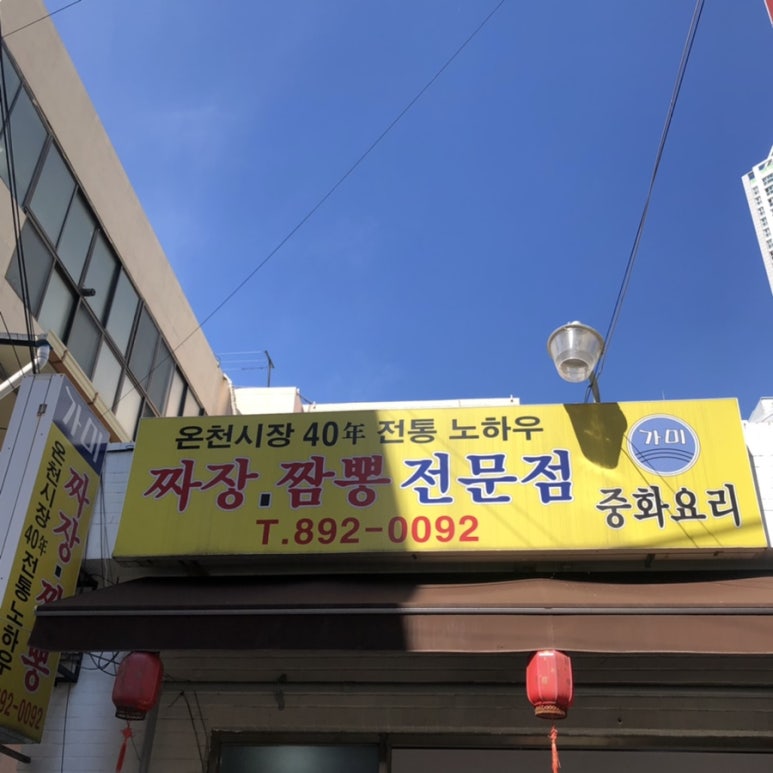 온천시장 40年 전통 노하우
짜장.짬뽕 전문점
T.892-0092
가미
중화요리
가미
짜장.짬뽕
온천시장 40年 전통 노하우
892-0092